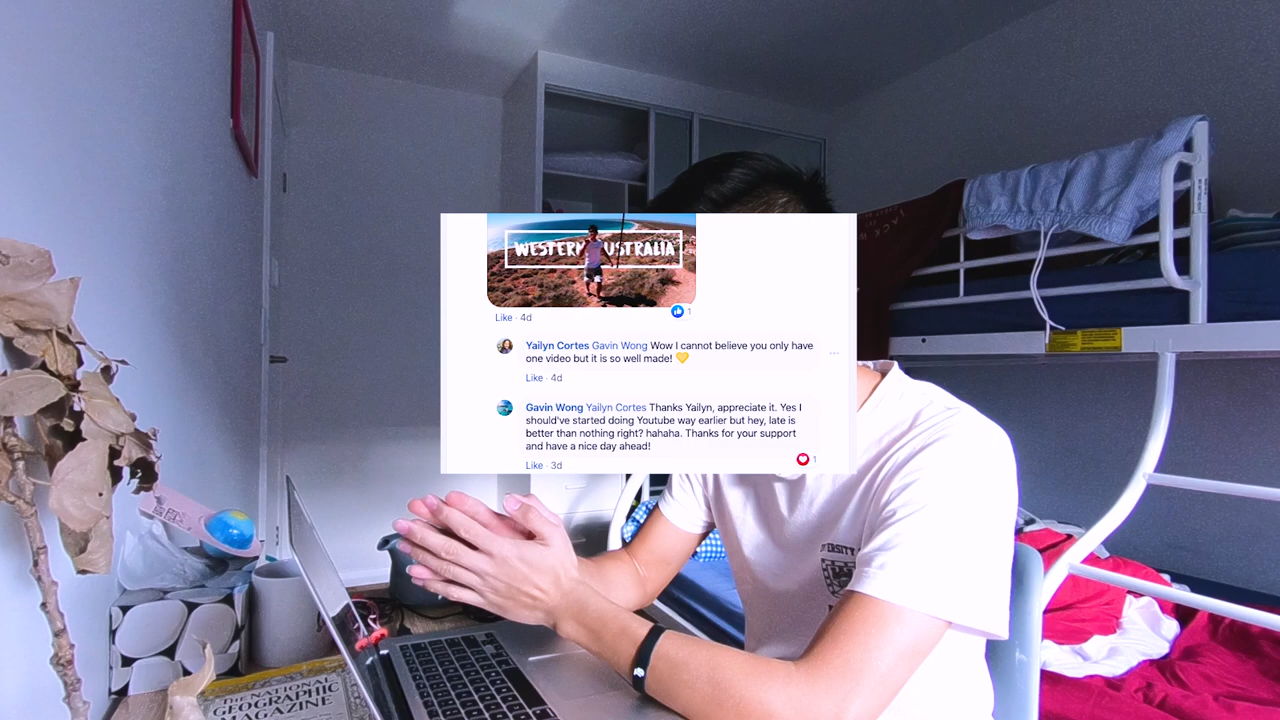 WESTERN AUSTRALIA
Like · 4d
1
Yailyn Cortes Gavin Wong Wow I cannot believe you only have
one video but it is so well made! 💛
Like · 4d
Gavin Wong Yailyn Cortes Thanks Yailyn, appreciate it. Yes I
should've started doing Youtube way earlier but hey, late is
better than nothing right? hahaha. Thanks for your support
and have a nice day ahead!
1
Like · 3d
ERSITY
THE NATIONAL
GEOGRAPHIC
MAGAZINE